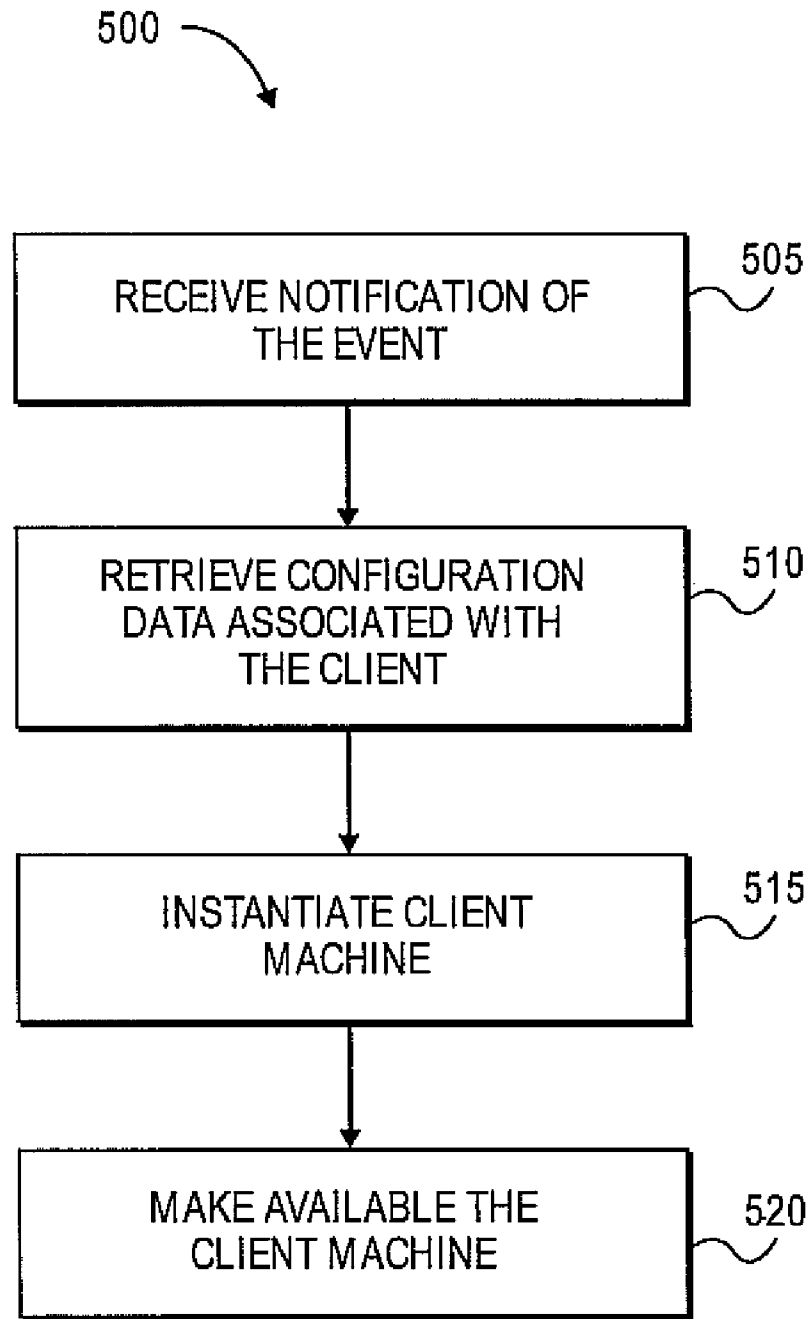 500
505
RECEIVE NOTIFICATION OF
THE EVENT
510
RETRIEVE CONFIGURATION
DATA ASSOCIATED WITH
THE CLIENT
515
INSTANTIATE CLIENT
MACHINE
520
MAKE AVAILABLE THE
CLIENT MACHINE